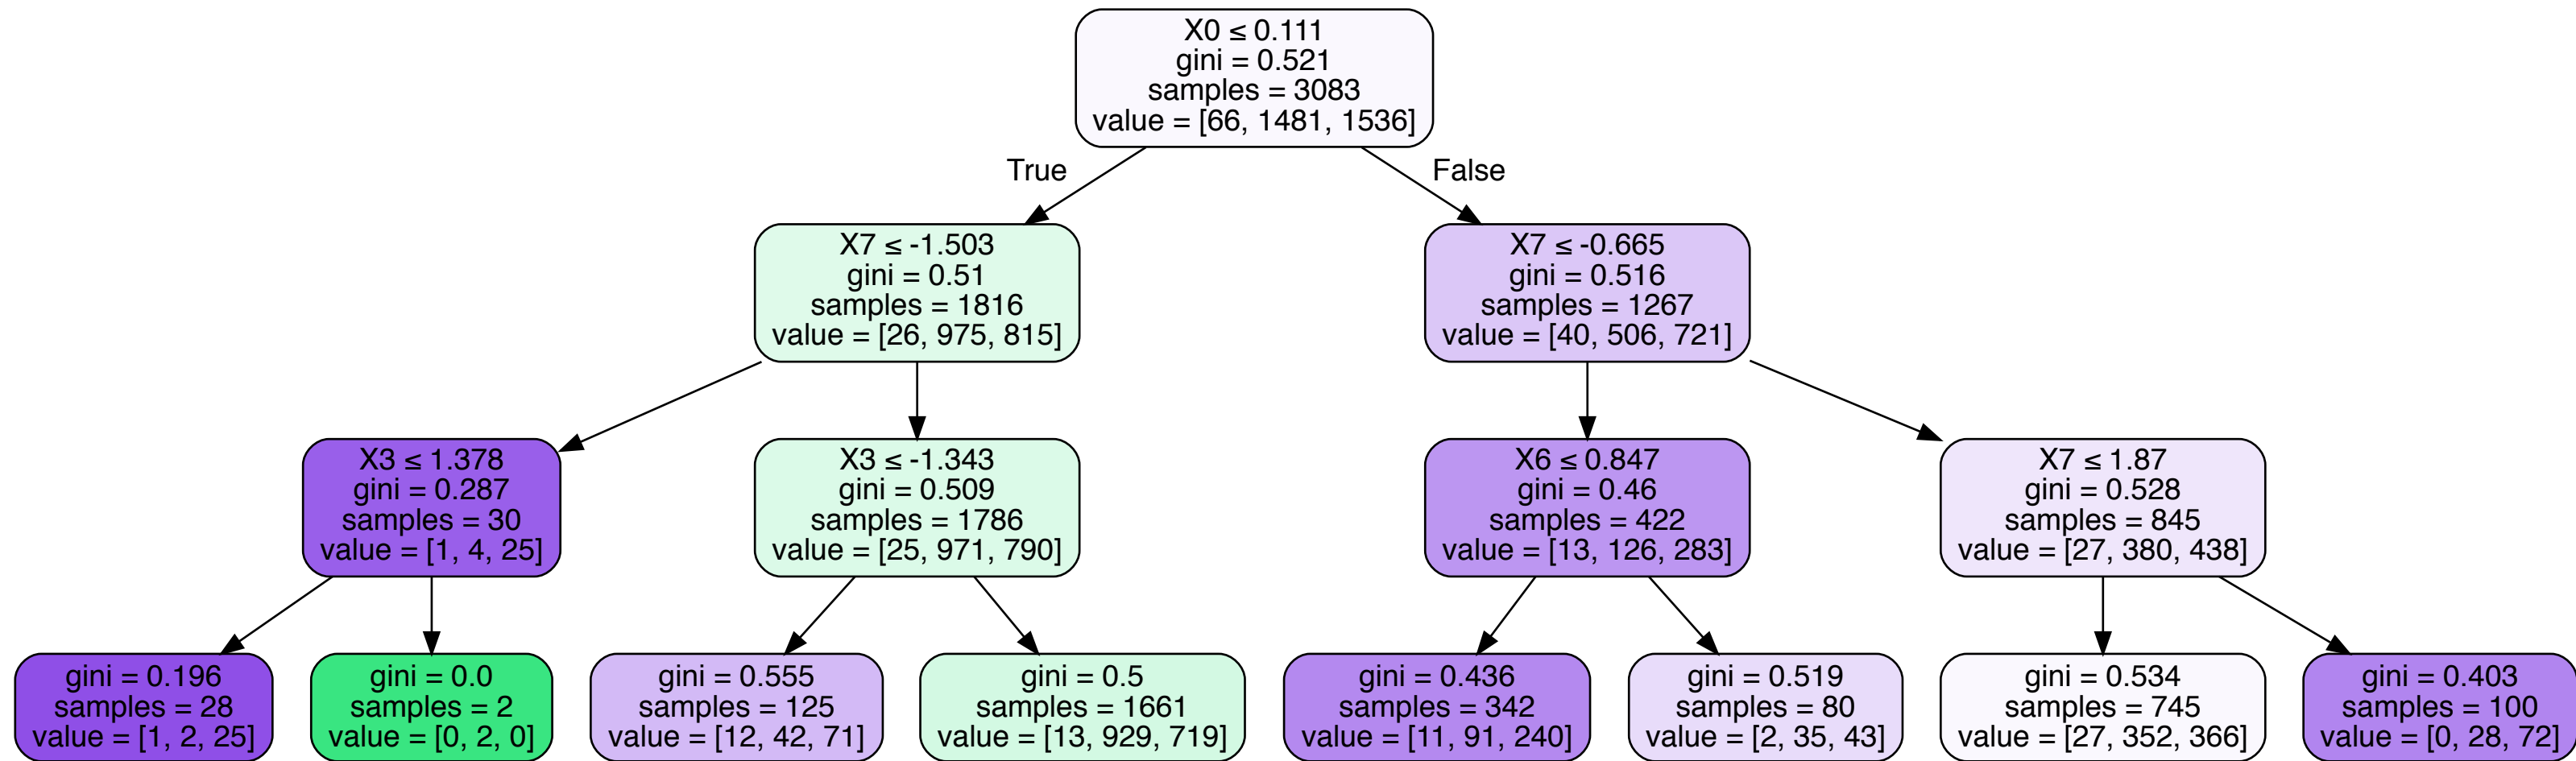 X0 ≤ 0.111
gini = 0.521
samples = 3083
value = [66, 1481, 1536]
True
False
X7 ≤ -1.503
gini = 0.51
samples = 1816
value = [26, 975, 815]
X7 ≤ -0.665
gini = 0.516
samples = 1267
value = [40, 506, 721]
X3 ≤ 1.378
gini = 0.287
samples = 30
value = [1, 4, 25]
X3 ≤ -1.343
gini = 0.509
samples = 1786
value = [25, 971, 790]
X6 ≤ 0.847
gini = 0.46
samples = 422
value = [13, 126, 283]
X7 ≤ 1.87
gini = 0.528
samples = 845
value = [27, 380, 438]
gini = 0.196
samples = 28
value = [1, 2, 25]
gini = 0.0
samples = 2
value = [0, 2, 0]
gini = 0.555
samples = 125
value = [12, 42, 71]
gini = 0.5
samples = 1661
value = [13, 929, 719]
gini = 0.436
samples = 342
value = [11, 91, 240]
gini = 0.519
samples = 80
value = [2, 35, 43]
gini = 0.534
samples = 745
value = [27, 352, 366]
gini = 0.403
samples = 100
value = [0, 28, 72]